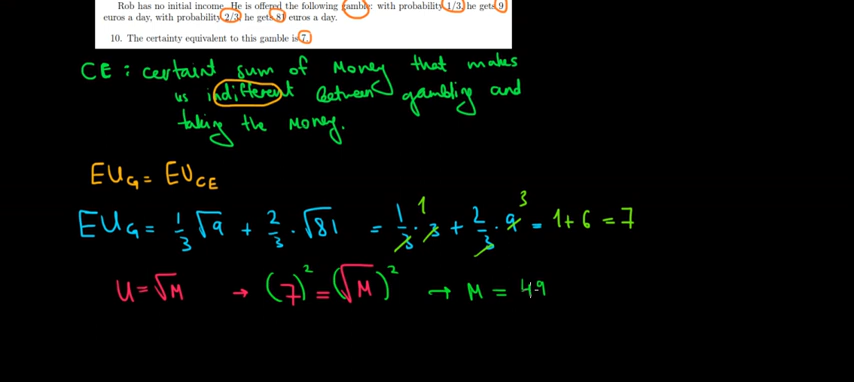 Rob has no initial income. He is offered the following gamble: with probability 1/3, he gets 9
euros a day, with probability 2/3, he gets 81 euros a day.
10. The certainty equivalent to this gamble is 7.
CE: certaint sum of Money that makes
us indifferent between gambling and
taking the Money.
EU_G = EU_CE
EU_G = 1/3 √9 + 2/3 · √81 = 1/3 · 3 1 + 2/3 · 9 3 = 1 + 6 = 7
U = √M → (7)² = (√M)² → M = 49